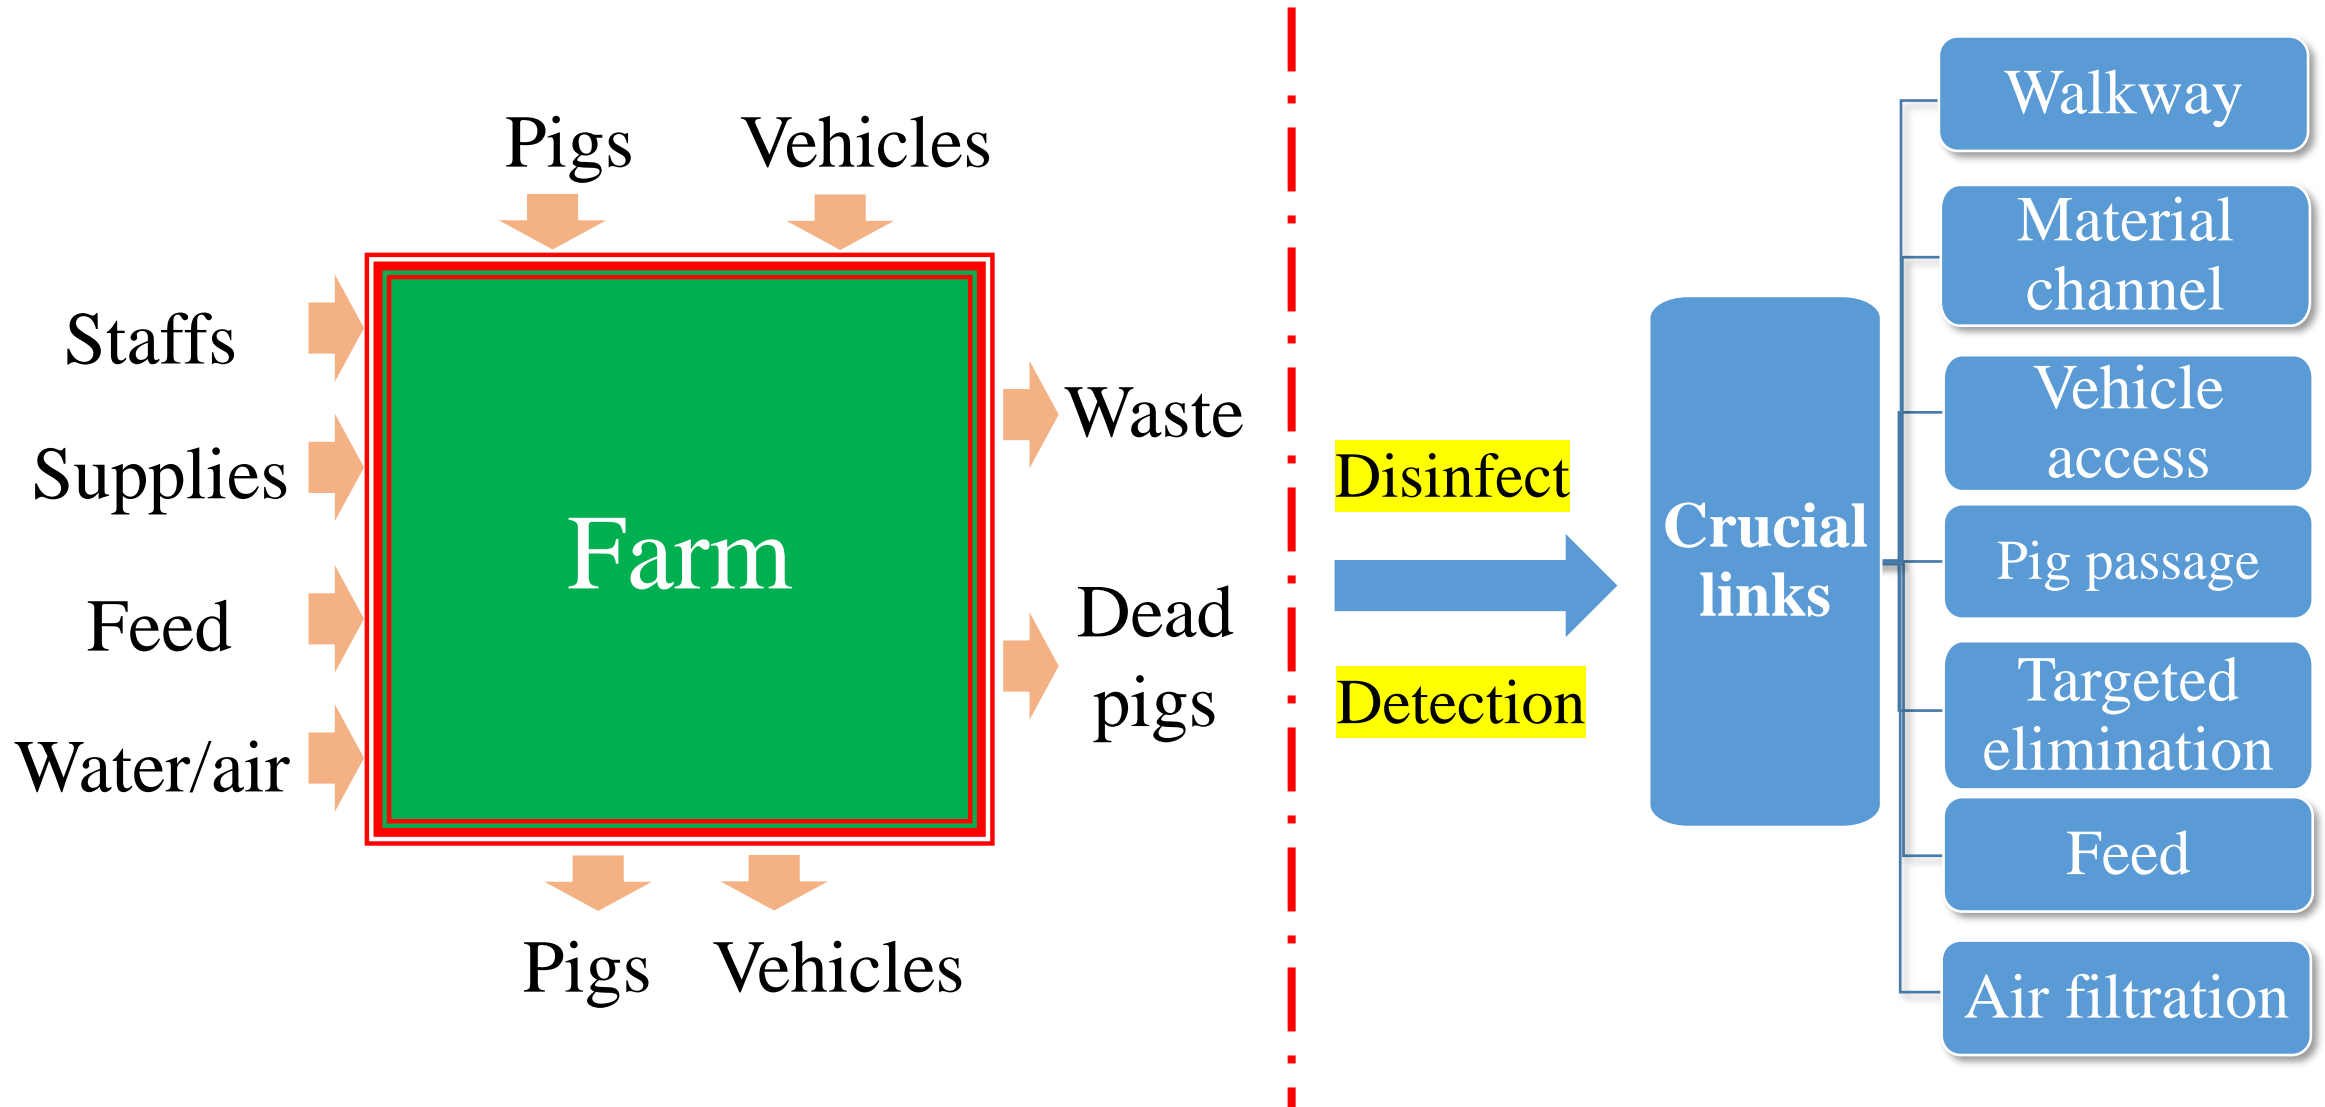 Pigs
Vehicles
Staffs
Supplies
Feed
Water/air
Farm
Waste
Dead
pigs
Pigs
Vehicles
Disinfect
Detection
Crucial
links
Walkway
Material
channel
Vehicle
access
Pig passage
Targeted
elimination
Feed
Air filtration